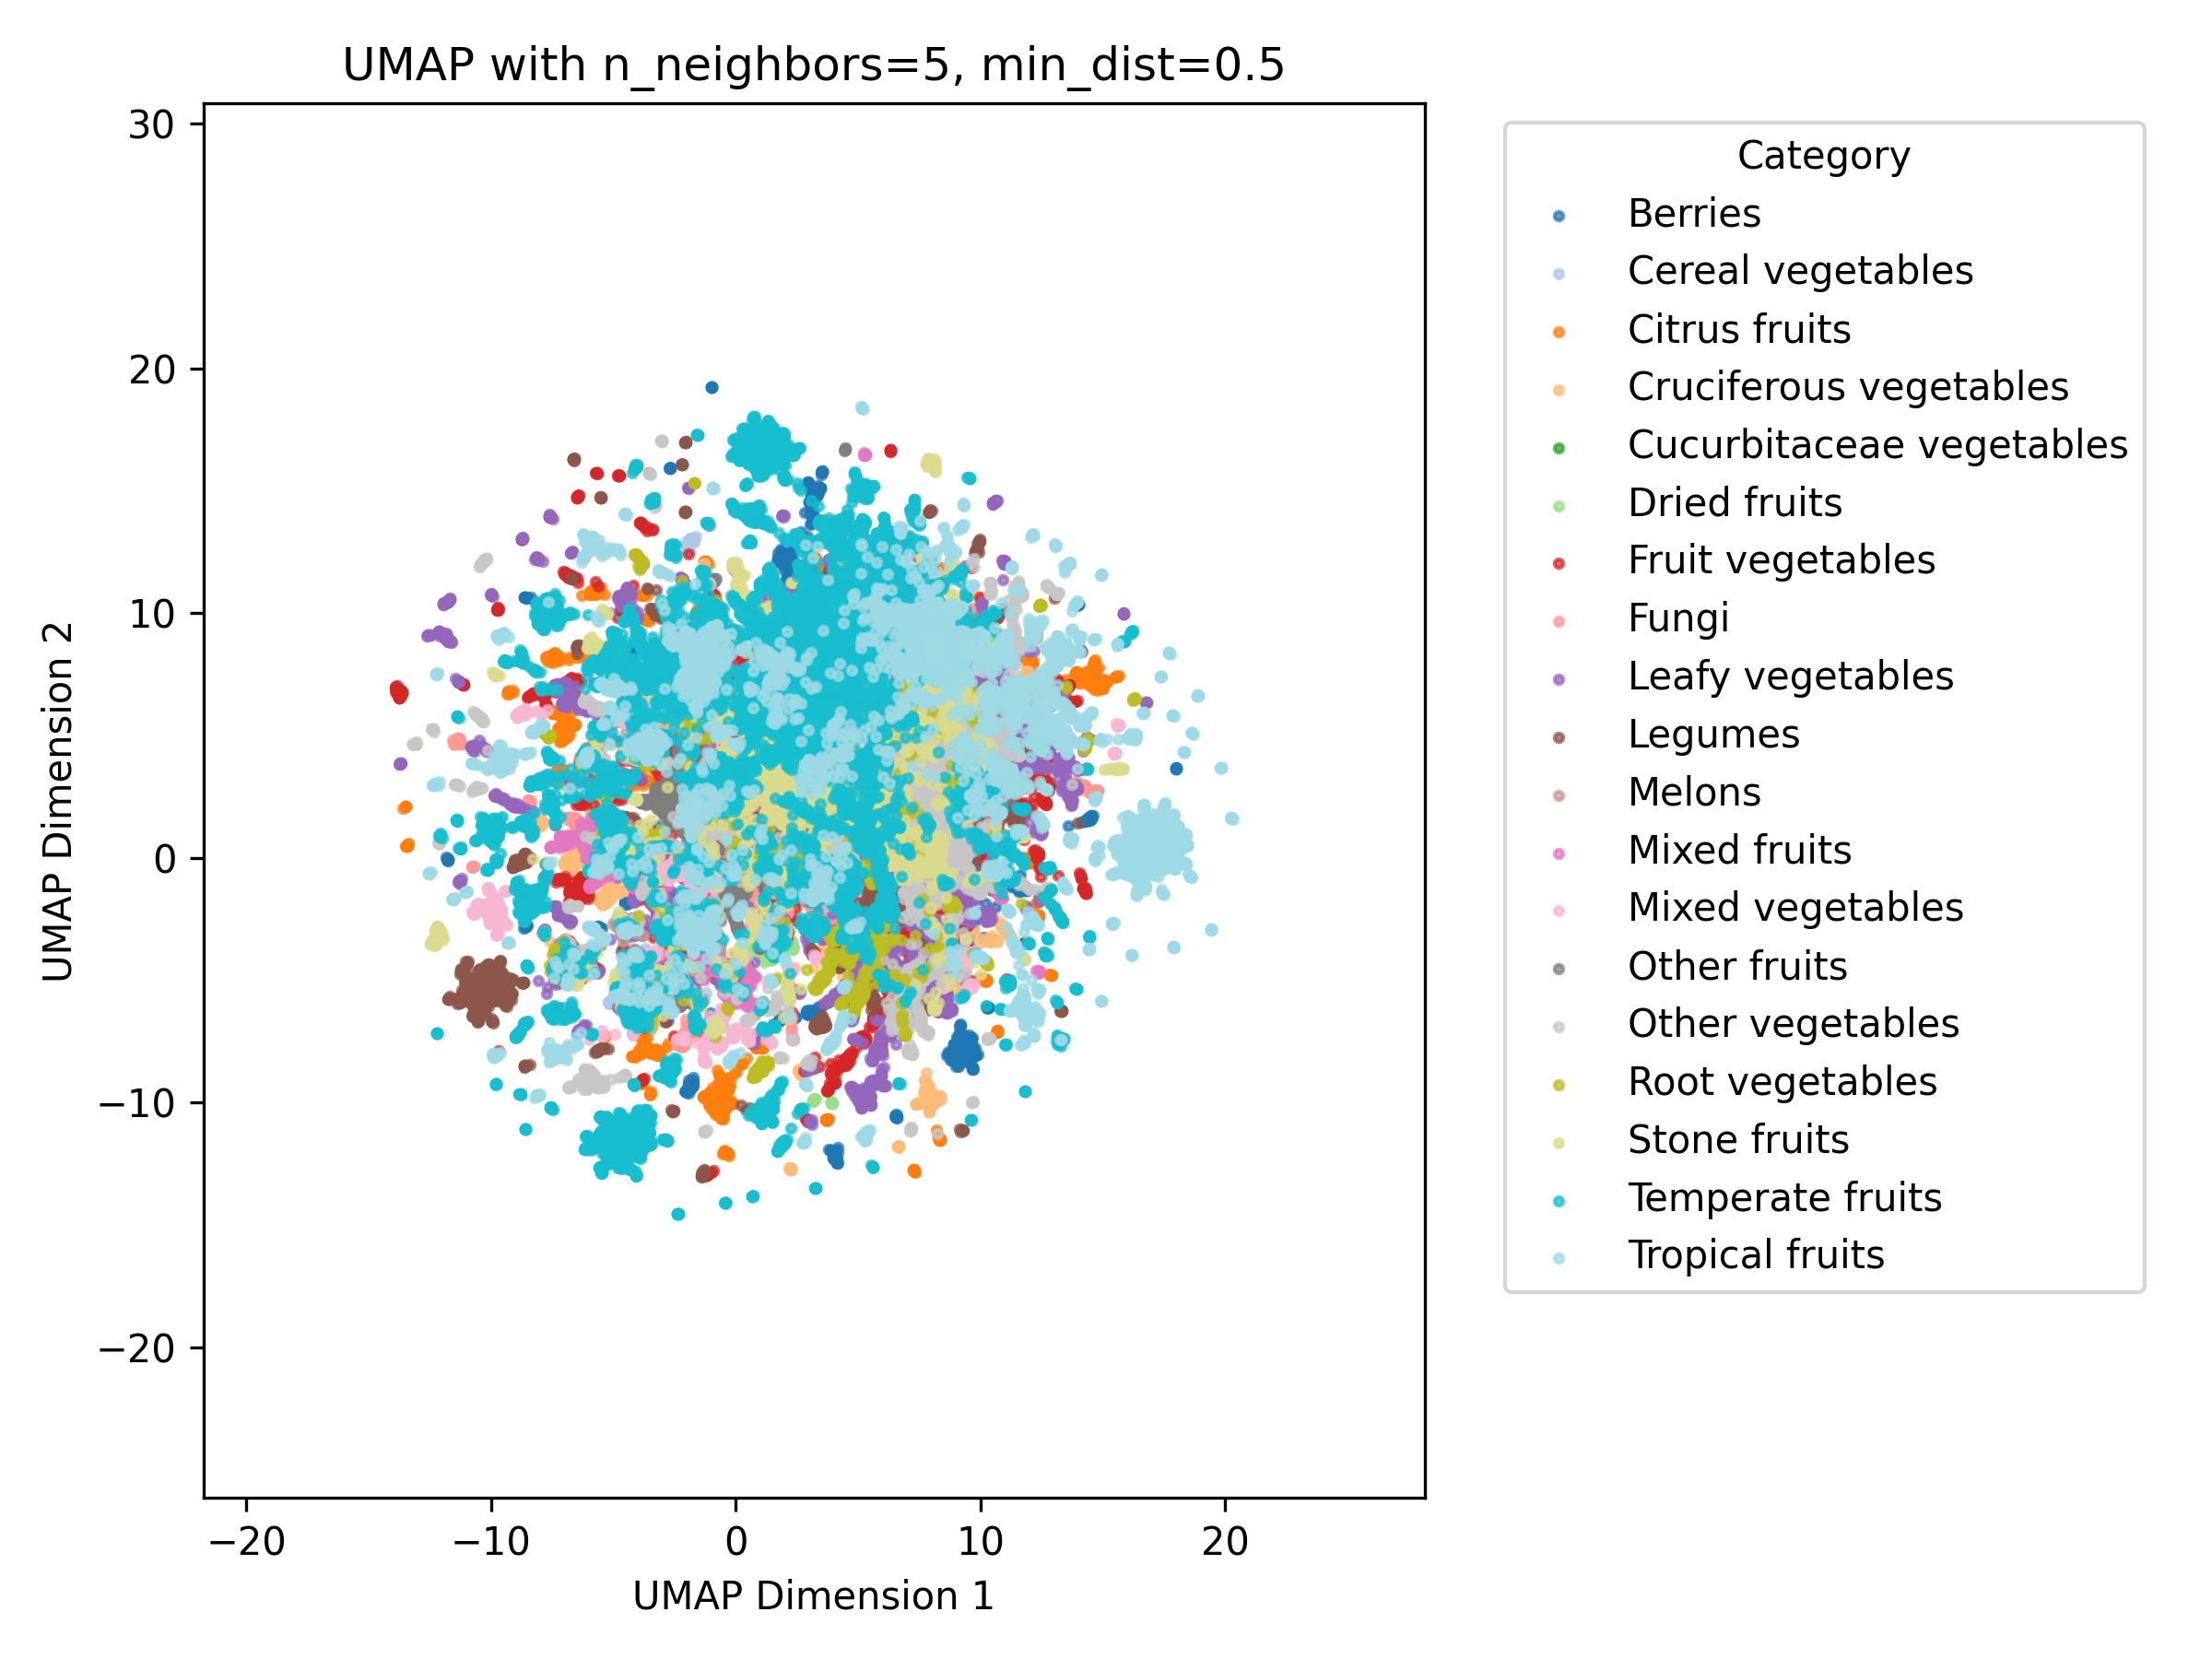 UMAP with n_neighbors=5, min_dist=0.5
30
20
10
0
−10
−20
UMAP Dimension 2
−20
−10
0
10
20
UMAP Dimension 1
Category
Berries
Cereal vegetables
Citrus fruits
Cruciferous vegetables
Cucurbitaceae vegetables
Dried fruits
Fruit vegetables
Fungi
Leafy vegetables
Legumes
Melons
Mixed fruits
Mixed vegetables
Other fruits
Other vegetables
Root vegetables
Stone fruits
Temperate fruits
Tropical fruits